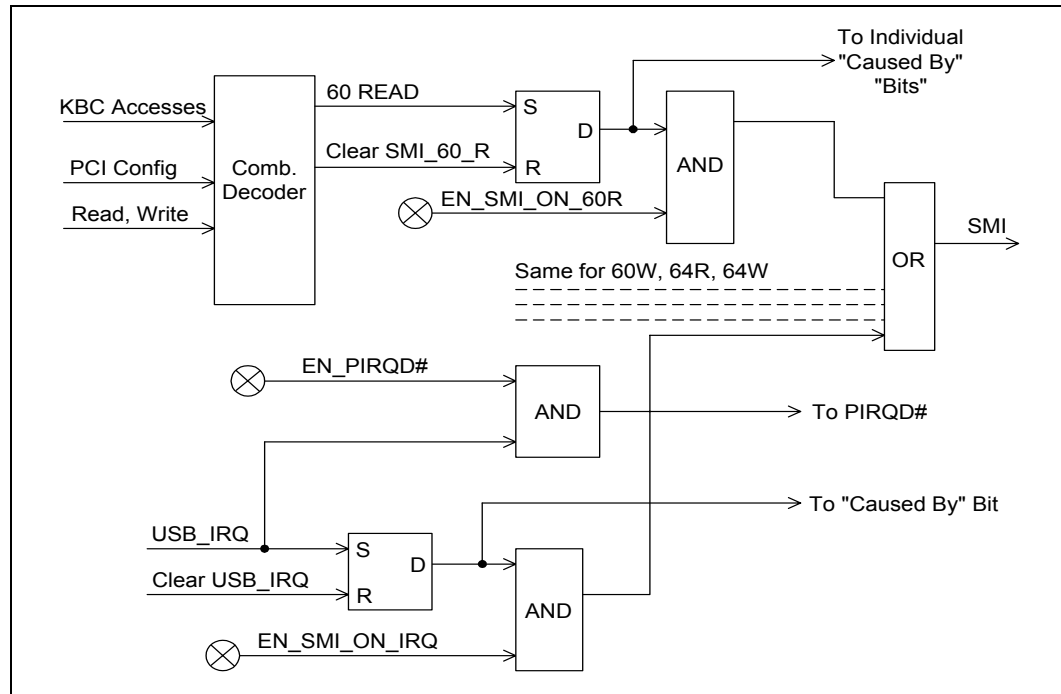 To Individual
"Caused By"
"Bits"
KBC Accesses
60 READ
S
D
PCI Config
Comb.
Decoder
Clear SMI_60_R
R
AND
Read, Write
EN_SMI_ON_60R
SMI
OR
Same for 60W, 64R, 64W
EN_PIRQD#
AND
To PIRQD#
To "Caused By" Bit
USB_IRQ
S
D
Clear USB_IRQ
R
AND
EN_SMI_ON_IRQ